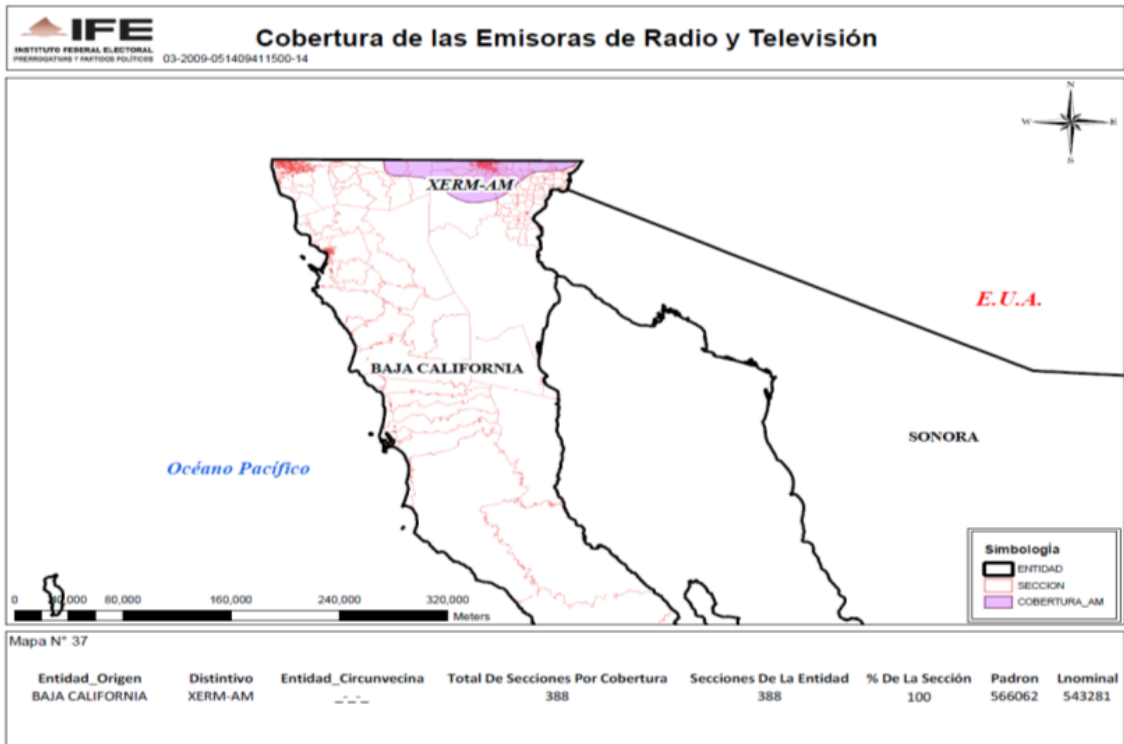 IFE
INSTITUTO FEDERAL ELECTORAL
PRERROGATIVAS Y PARTIDOS POLÍTICOS
03-2009-051409411500-14
Cobertura de las Emisoras de Radio y Televisión
N
W E
S
XERM-AM
E.U.A.
BAJA CALIFORNIA
SONORA
Océano Pacífico
Simbología
ENTIDAD
SECCION
COBERTURA_AM
0 80,000 160,000 240,000 320,000
Meters
Mapa N° 37
Entidad_Origen Distintivo Entidad_Circunvecina Total De Secciones Por Cobertura Secciones De La Entidad % De La Sección Padron Lnominal
BAJA CALIFORNIA XERM-AM _-_-_ 388 388 100 566062 543281